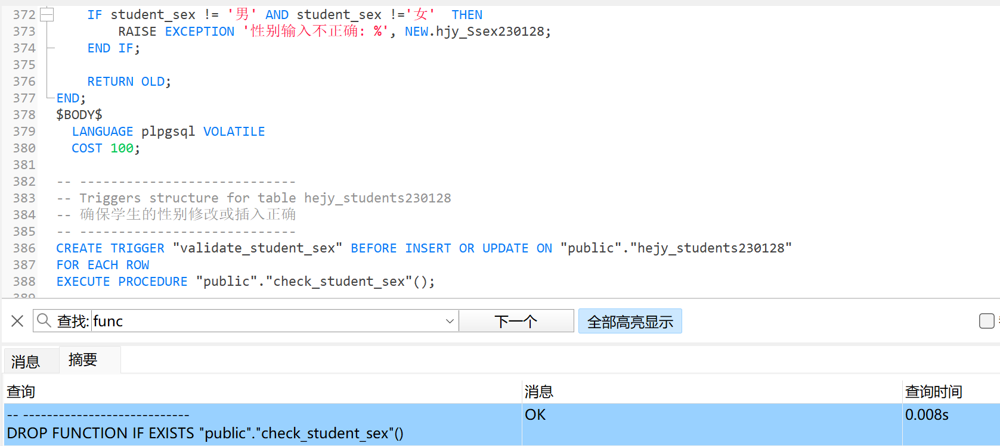 372 IF student_sex != '男' AND student_sex !='女'  THEN
373 RAISE EXCEPTION '性别输入不正确: %', NEW.hjy_Ssex230128;
374 END IF;
375
376 RETURN OLD;
377 END;
378 $BODY$
379 LANGUAGE plpgsql VOLATILE
380 COST 100;
381
382 -- ----------------------------
383 -- Triggers structure for table hejy_students230128
384 -- 确保学生的性别修改或插入正确
385 -- ----------------------------
386 CREATE TRIGGER "validate_student_sex" BEFORE INSERT OR UPDATE ON "public"."hejy_students230128"
387 FOR EACH ROW
388 EXECUTE PROCEDURE "public"."check_student_sex"();
389
查找: func 下一个 全部高亮显示
消息 摘要
查询 消息 查询时间
-- ---------------------------- OK 0.008s
DROP FUNCTION IF EXISTS "public"."check_student_sex"()